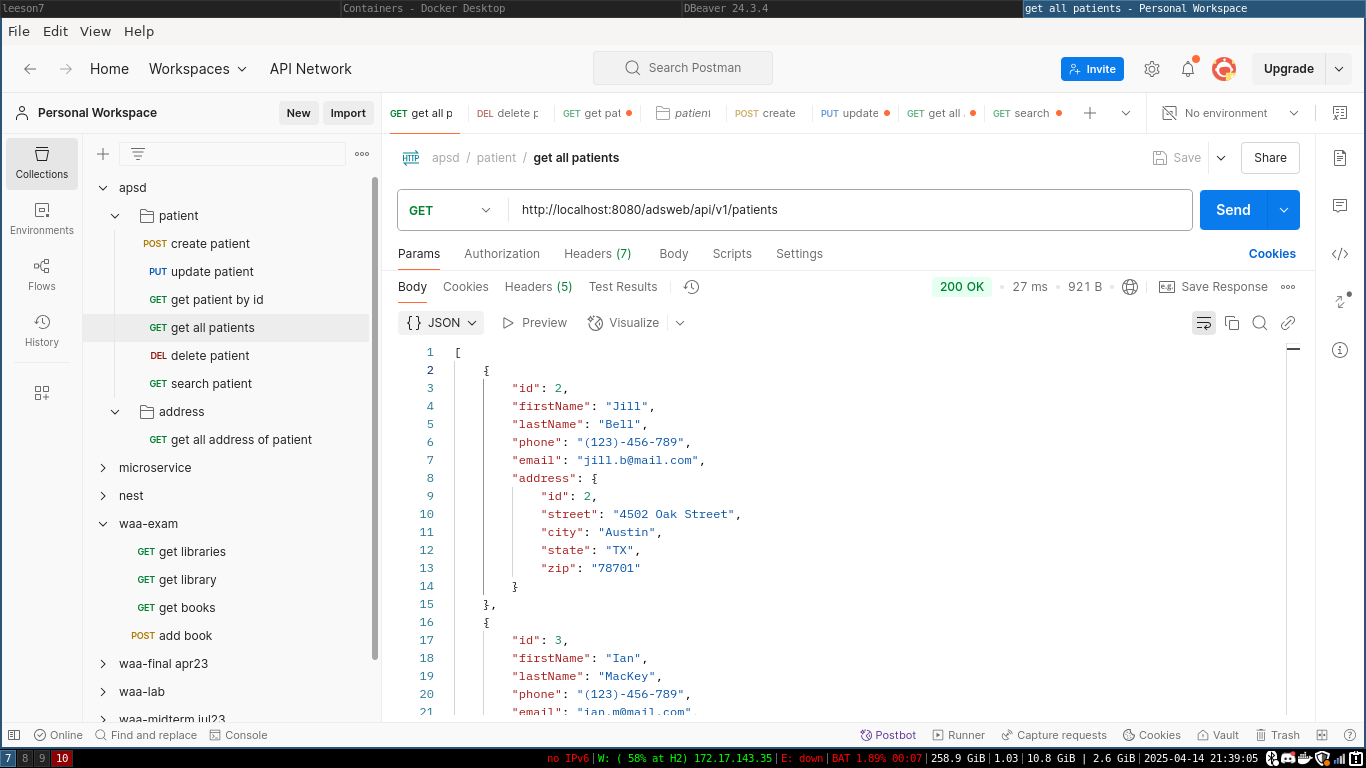 leeson7
Containers - Docker Desktop
DBeaver 24.3.4
get all patients - Personal Workspace
File Edit View Help
Home Workspaces API Network
Search Postman
Invite
Upgrade
Personal Workspace New Import
GET get all p
DEL delete p
GET get pat
patient
POST create
PUT update
GET get all
GET search
No environment
Collections
Environments
Flows
History
apsd
patient
POST create patient
PUT update patient
GET get patient by id
GET get all patients
DEL delete patient
GET search patient
address
GET get all address of patient
microservice
nest
waa-exam
GET get libraries
GET get library
GET get books
POST add book
waa-final apr23
waa-lab
waa-midterm jul23
HTTP apsd / patient / get all patients
Save Share
GET http://localhost:8080/adsweb/api/v1/patients Send
Params Authorization Headers (7) Body Scripts Settings Cookies
Body Cookies Headers (5) Test Results 200 OK • 27 ms • 921 B e.g. Save Response
{} JSON Preview Visualize
1 [
2 {
3 "id": 2,
4 "firstName": "Jill",
5 "lastName": "Bell",
6 "phone": "(123)-456-789",
7 "email": "jill.b@mail.com",
8 "address": {
9 "id": 2,
10 "street": "4502 Oak Street",
11 "city": "Austin",
12 "state": "TX",
13 "zip": "78701"
14 }
15 },
16 {
17 "id": 3,
18 "firstName": "Ian",
19 "lastName": "MacKey",
20 "phone": "(123)-456-789",
21 "email": "ian.m@mail.com",
Online Find and replace Console Postbot Runner Capture requests Cookies Vault Trash
7 8 9 10 no IPv6|W: ( 58% at H2) 172.17.143.35|E: down|BAT 1.89% 00:07|258.9 GiB|1.03|10.8 GiB | 2.6 GiB|2025-04-14 21:39:05